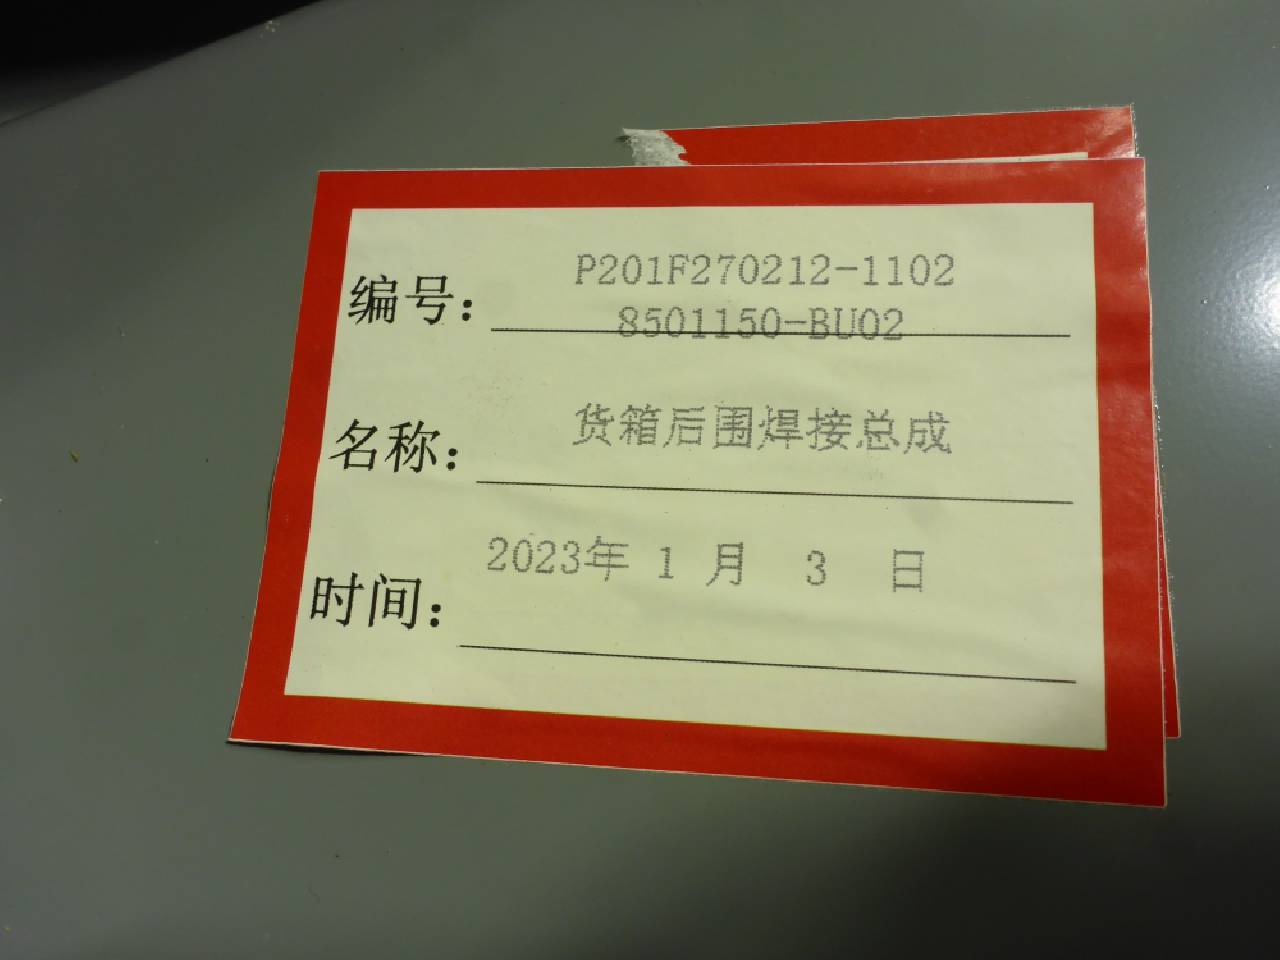 编号: P201F270212-1102
8501150-BU02
名称: 货箱后围焊接总成
时间: 2023年 1 月 3 日